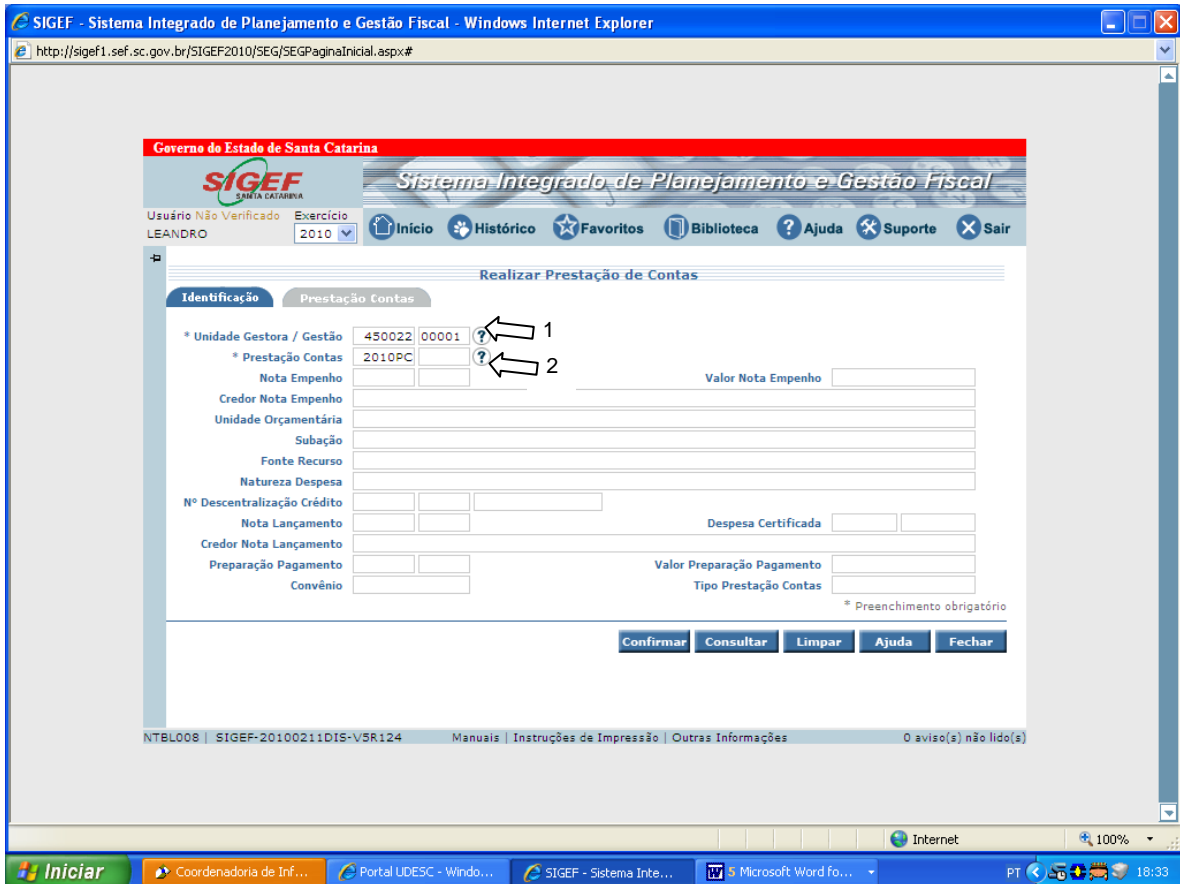 SIGEF - Sistema Integrado de Planejamento e Gestão Fiscal - Windows Internet Explorer
http://sigef1.sef.sc.gov.br/SIGEF2010/SEG/SEGPaginaInicial.aspx#
Governo do Estado de Santa Catarina
SIGEF
SANTA CATARINA
Sistema Integrado de Planejamento e Gestão Fiscal
Usuário Não Verificado Exercício
LEANDRO 2010 Início Histórico Favoritos Biblioteca ? Ajuda Suporte Sair
Realizar Prestação de Contas
Identificação Prestação Contas
* Unidade Gestora / Gestão 450022 00001 ? 1
* Prestação Contas 2010PC ? 2
Nota Empenho Valor Nota Empenho
Credor Nota Empenho
Unidade Orçamentária
Subação
Fonte Recurso
Natureza Despesa
Nº Descentralização Crédito
Nota Lançamento Despesa Certificada
Credor Nota Lançamento
Preparação Pagamento Valor Preparação Pagamento
Convênio Tipo Prestação Contas
* Preenchimento obrigatório
Confirmar Consultar Limpar Ajuda Fechar
NTBL008 | SIGEF-20100211DIS-V5R124 Manuais | Instruções de Impressão | Outras Informações 0 aviso(s) não lido(s)
Internet 100%
Iniciar Coordenadoria de Inf... Portal UDESC - Windo... SIGEF - Sistema Inte... 5 Microsoft Word fo... PT 18:33